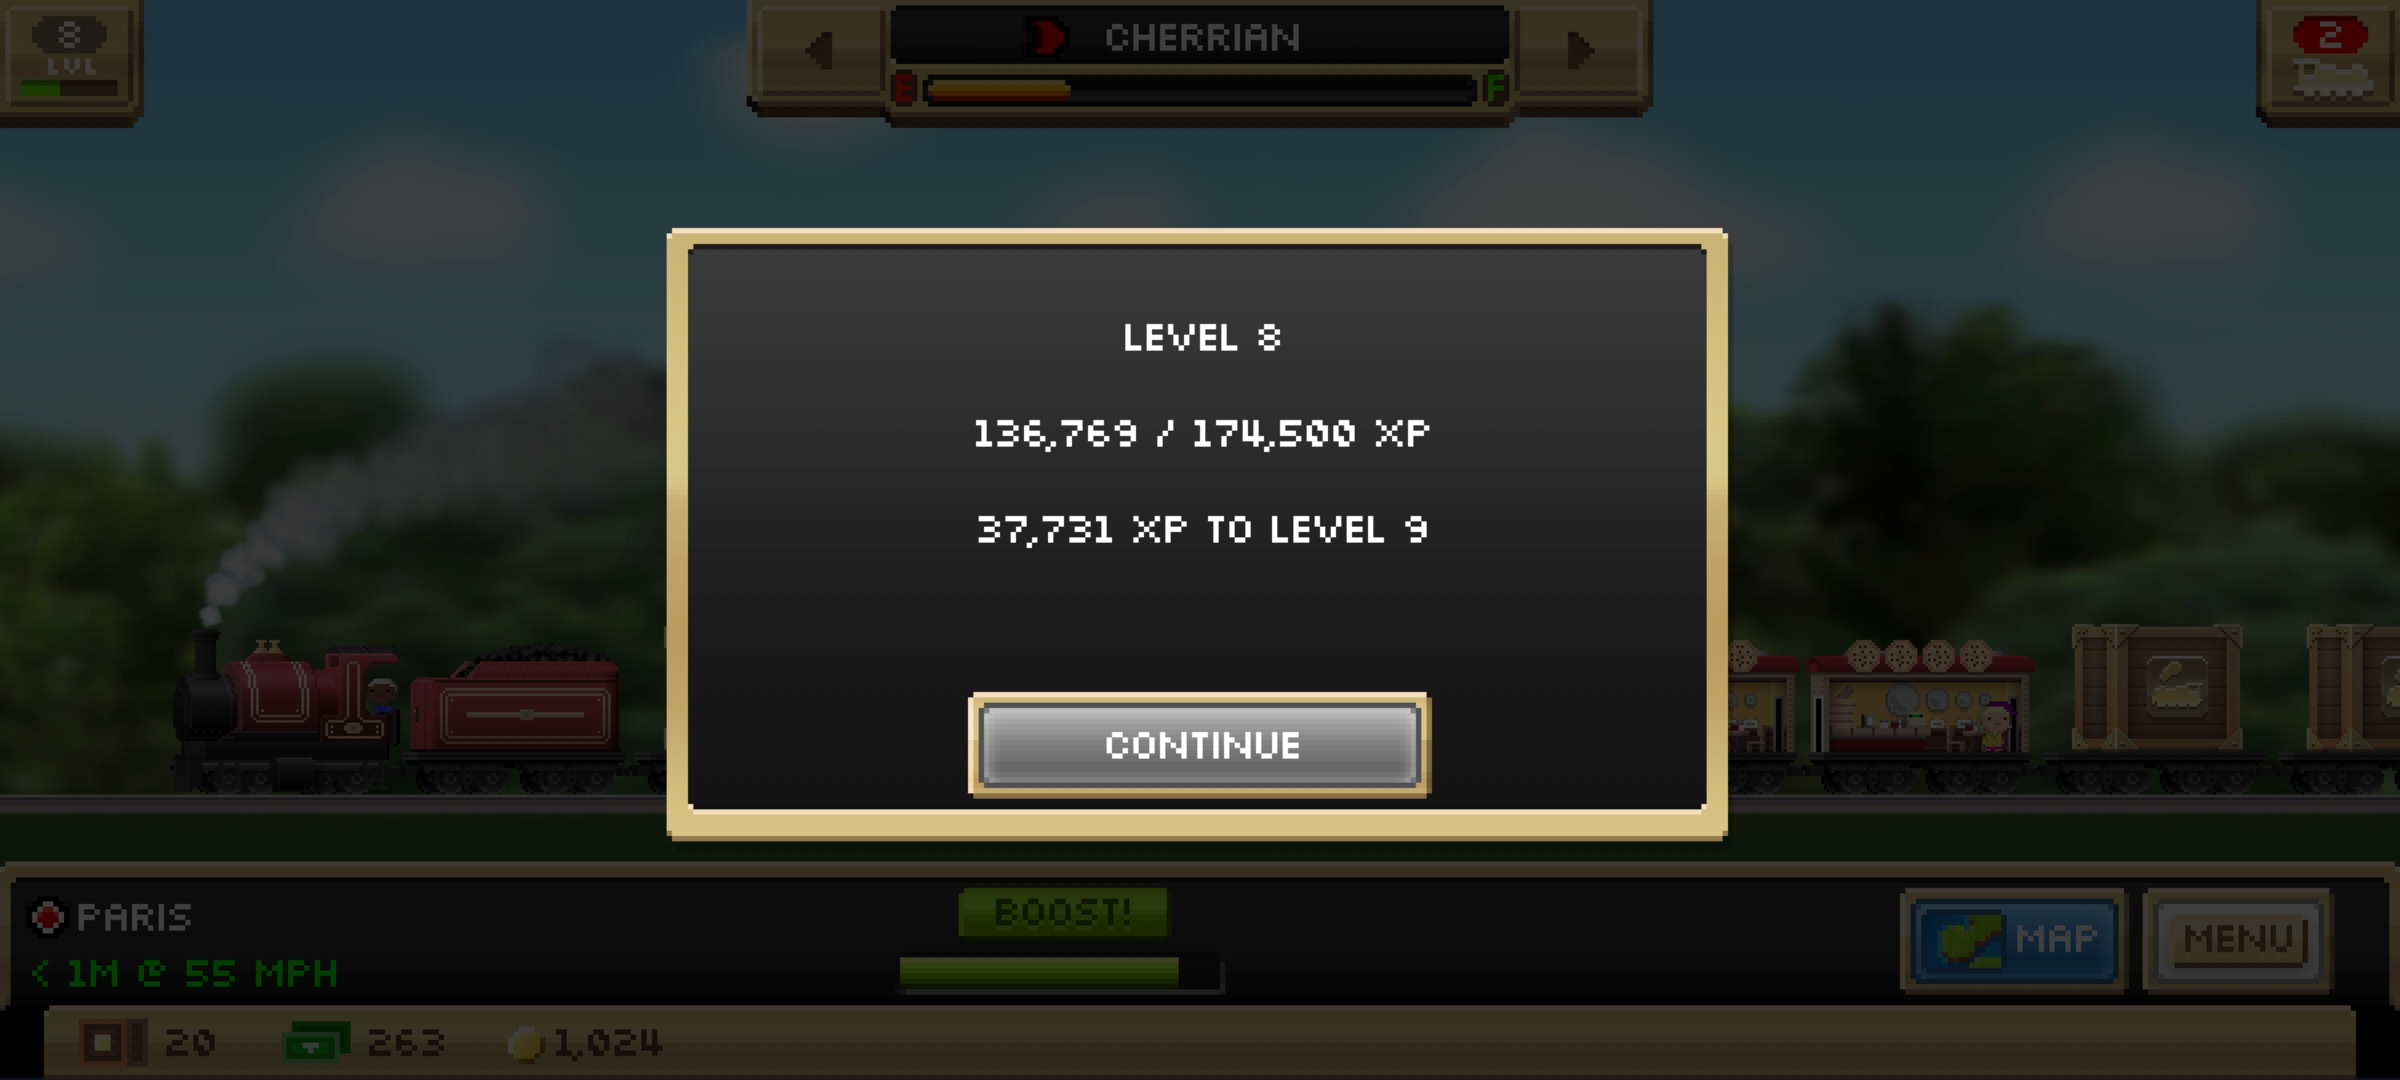 8
LVL
CHERRIAN
E F
2
LEVEL 8
136,769 / 174,500 XP
37,731 XP TO LEVEL 9
CONTINUE
PARIS
< 1M @ 55 MPH
BOOST!
MAP
MENU
20 263 1,024